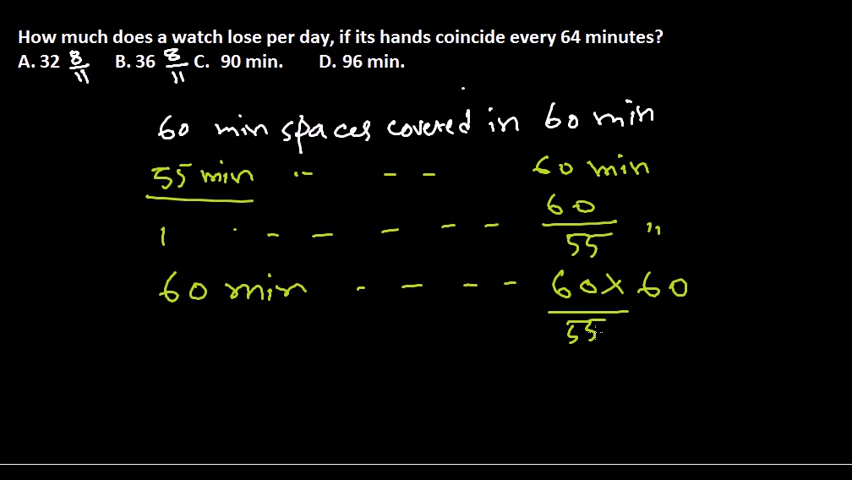 How much does a watch lose per day, if its hands coincide every 64 minutes?
A. 32 8/11 B. 36 8/11 C. 90 min. D. 96 min.
60 min spaces covered in 60 min
55 min " - - 60 min
1 - - - - - 60/55 "
60 min - - - - 60×60/55